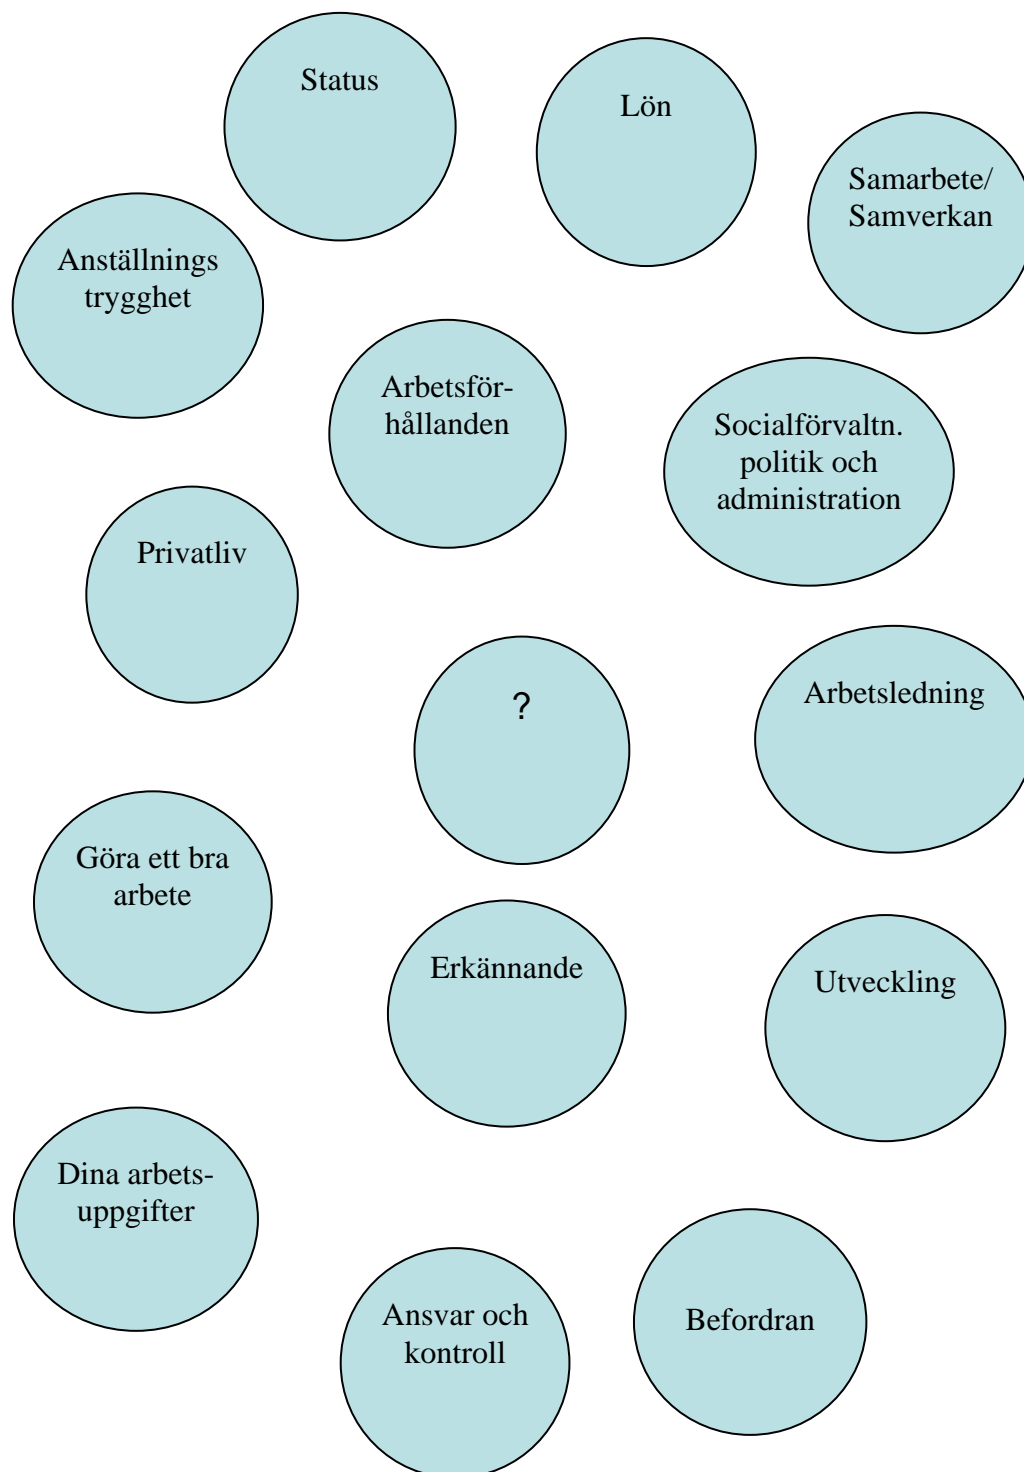 Status
Lön
Samarbete/
Samverkan
Anställnings
trygghet
Arbetsför-
hållanden
Socialförvaltn.
politik och
administration
Privatliv
?
Arbetsledning
Göra ett bra
arbete
Erkännande
Utveckling
Dina arbets-
uppgifter
Ansvar och
kontroll
Befordran